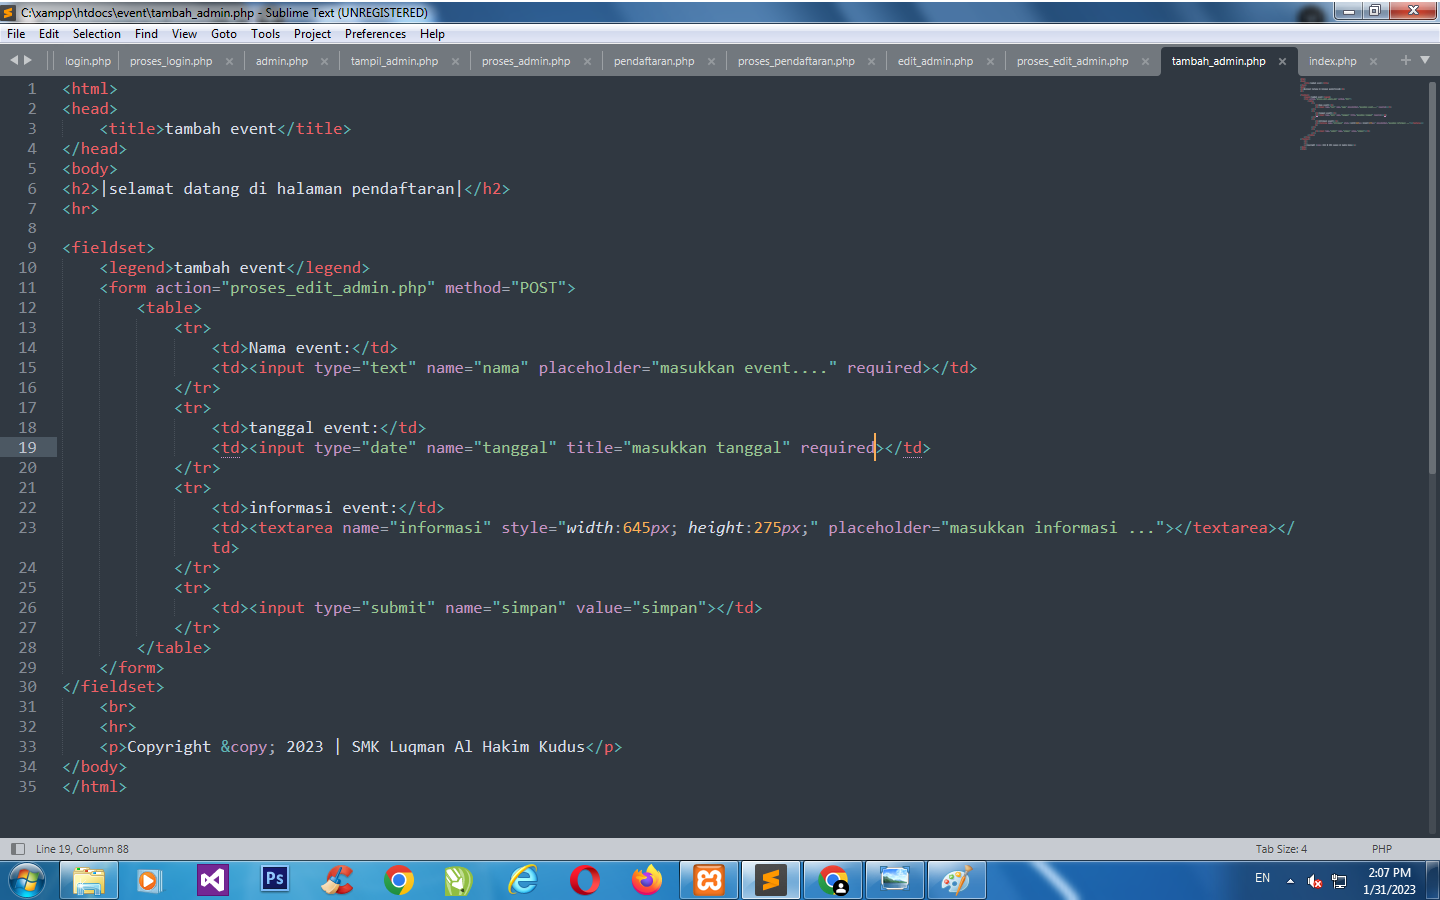 C:\xampp\htdocs\event\tambah_admin.php - Sublime Text (UNREGISTERED)
File Edit Selection Find View Goto Tools Project Preferences Help
login.php proses_login.php admin.php tampil_admin.php proses_admin.php pendaftaran.php proses_pendaftaran.php edit_admin.php proses_edit_admin.php tambah_admin.php index.php
1 <html>
2 <head>
3 <title>tambah event</title>
4 </head>
5 <body>
6 <h2>|selamat datang di halaman pendaftaran|</h2>
7 <hr>
8
9 <fieldset>
10 <legend>tambah event</legend>
11 <form action="proses_edit_admin.php" method="POST">
12 <table>
13 <tr>
14 <td>Nama event:</td>
15 <td><input type="text" name="nama" placeholder="masukkan event...." required></td>
16 </tr>
17 <tr>
18 <td>tanggal event:</td>
19 <td><input type="date" name="tanggal" title="masukkan tanggal" required></td>
20 </tr>
21 <tr>
22 <td>informasi event:</td>
23 <td><textarea name="informasi" style="width:645px; height:275px;" placeholder="masukkan informasi ..."></textarea></
td>
24 </tr>
25 <tr>
26 <td><input type="submit" name="simpan" value="simpan"></td>
27 </tr>
28 </table>
29 </form>
30 </fieldset>
31 <br>
32 <hr>
33 <p>Copyright &copy; 2023 | SMK Luqman Al Hakim Kudus</p>
34 </body>
35 </html>
Line 19, Column 88 Tab Size: 4 PHP
Ps
EN
2:07 PM
1/31/2023